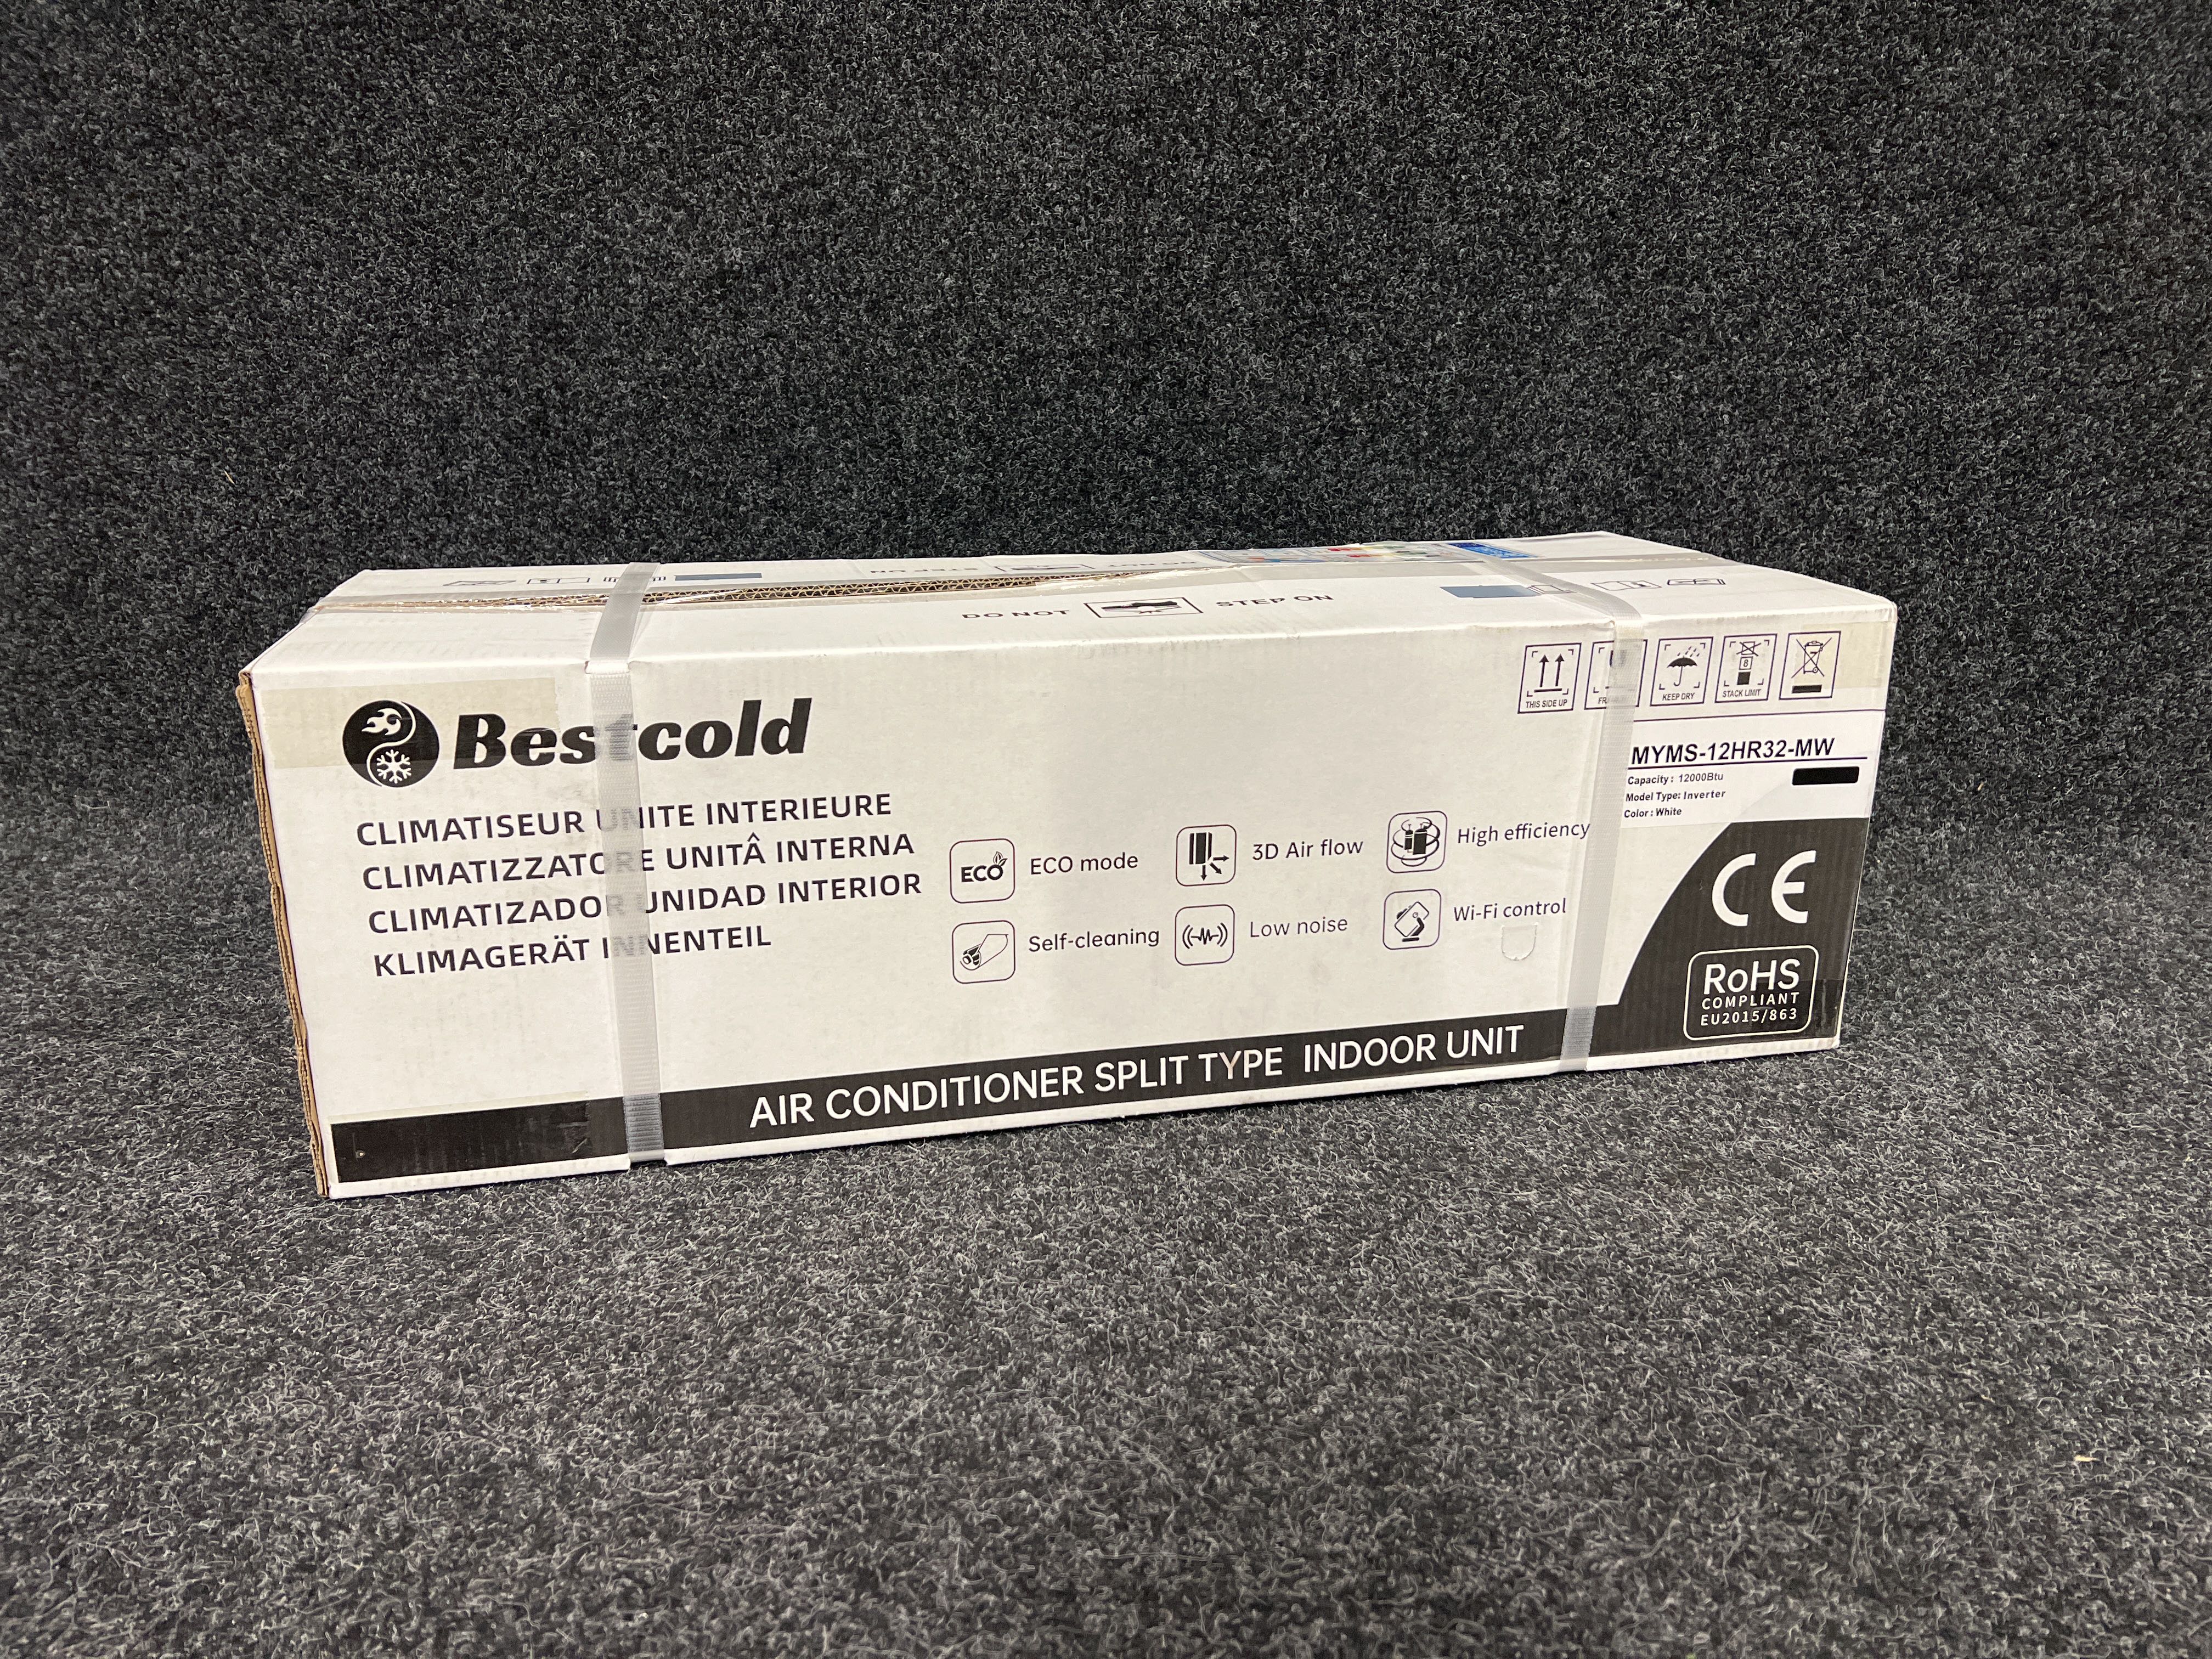 DO NOT STEP ON
THIS SIDE UP
KEEP DRY
8
STACK LIMIT
Bestcold
CLIMATISEUR UNITE INTERIEURE
CLIMATIZZATORE UNITÂ INTERNA
CLIMATIZADOR UNIDAD INTERIOR
KLIMAGERÄT INNENTEIL
ECO ECO mode
3D Air flow
High efficiency
Self-cleaning
Low noise
Wi-Fi control
MYMS-12HR32-MW
Capacity: 12000Btu
Model Type: Inverter
Color: White
CE
RoHS
COMPLIANT
EU2015/863
AIR CONDITIONER SPLIT TYPE INDOOR UNIT